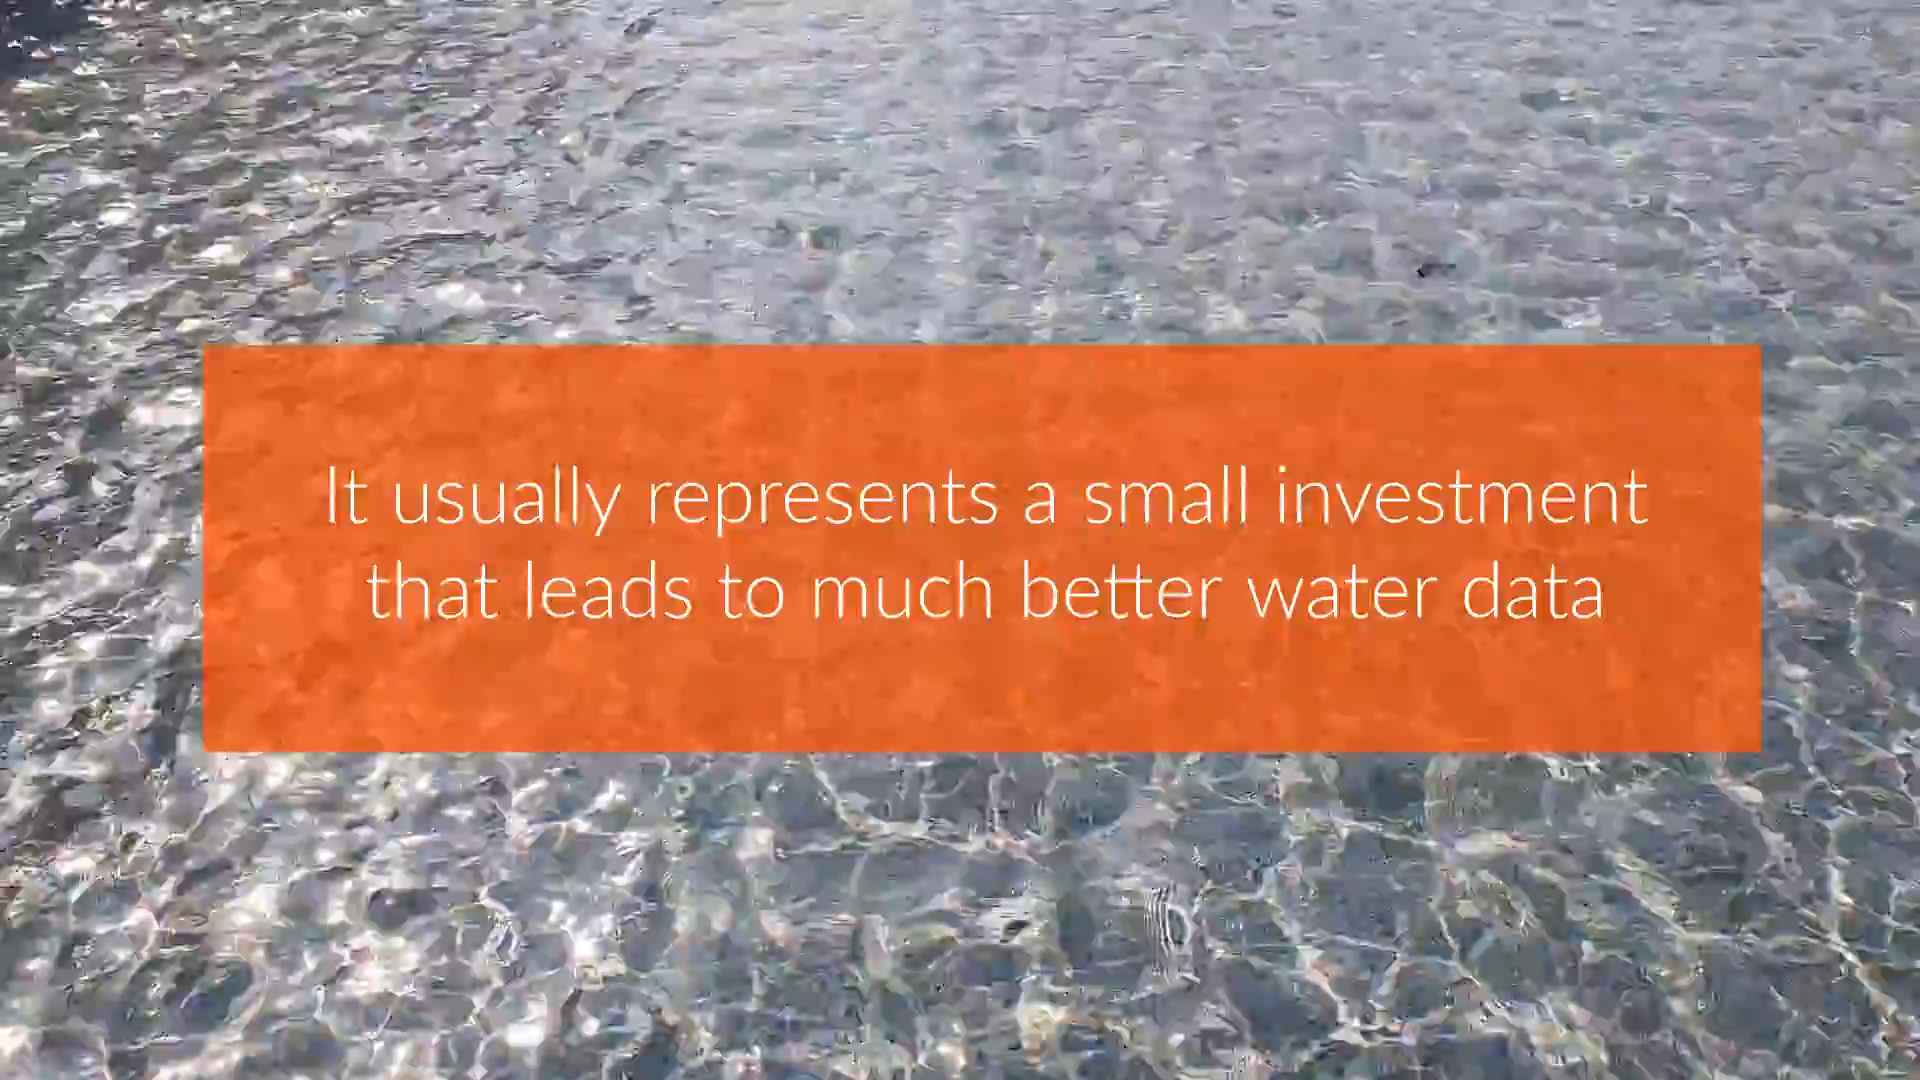 It usually represents a small investment
that leads to much better water data